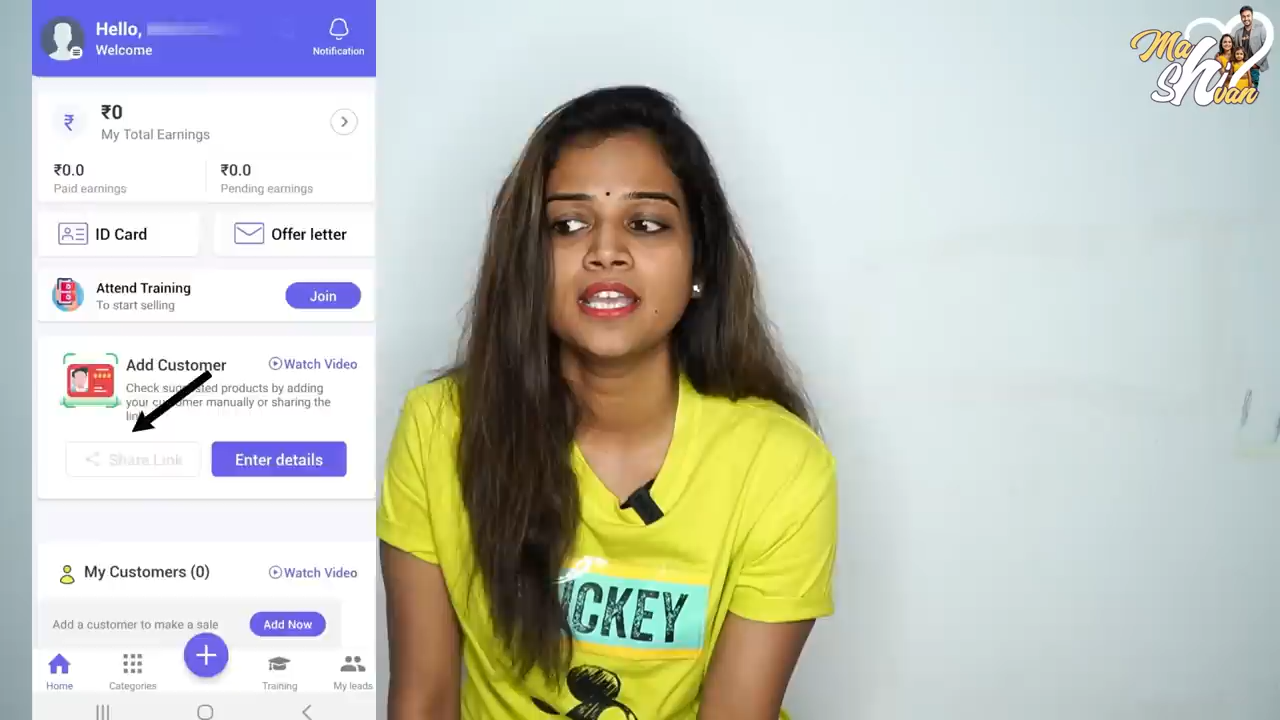 Hello,
Welcome
Notification
₹0
My Total Earnings
₹0.0
Paid earnings
₹0.0
Pending earnings
ID Card
Offer letter
Attend Training
To start selling
Join
Add Customer
Watch Video
Check products by adding
your manually or sharing the
Share Link
Enter details
My Customers (0)
Watch Video
Add a customer to make a sale
Add Now
Home
Categories
Training
My leads
Ma
Shivan
ICKEY